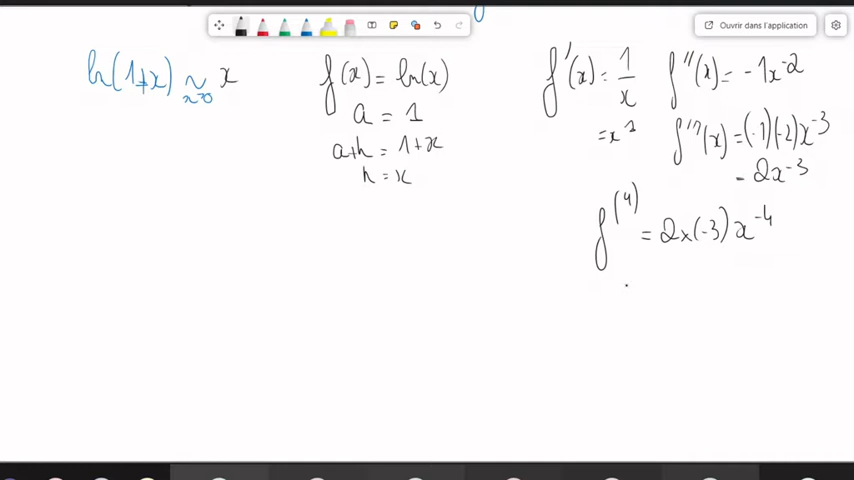 Ouvrir dans l'application
ln(1+x) ~ x
x→0
f(x) = ln(x)
a = 1
a+h = 1+x
h = x
f'(x) = 1/x
= x⁻¹
f''(x) = -1x⁻²
f'''(x) = (-1)(-2)x⁻³
= 2x⁻³
f⁽⁴⁾ = 2×(-3)x⁻⁴